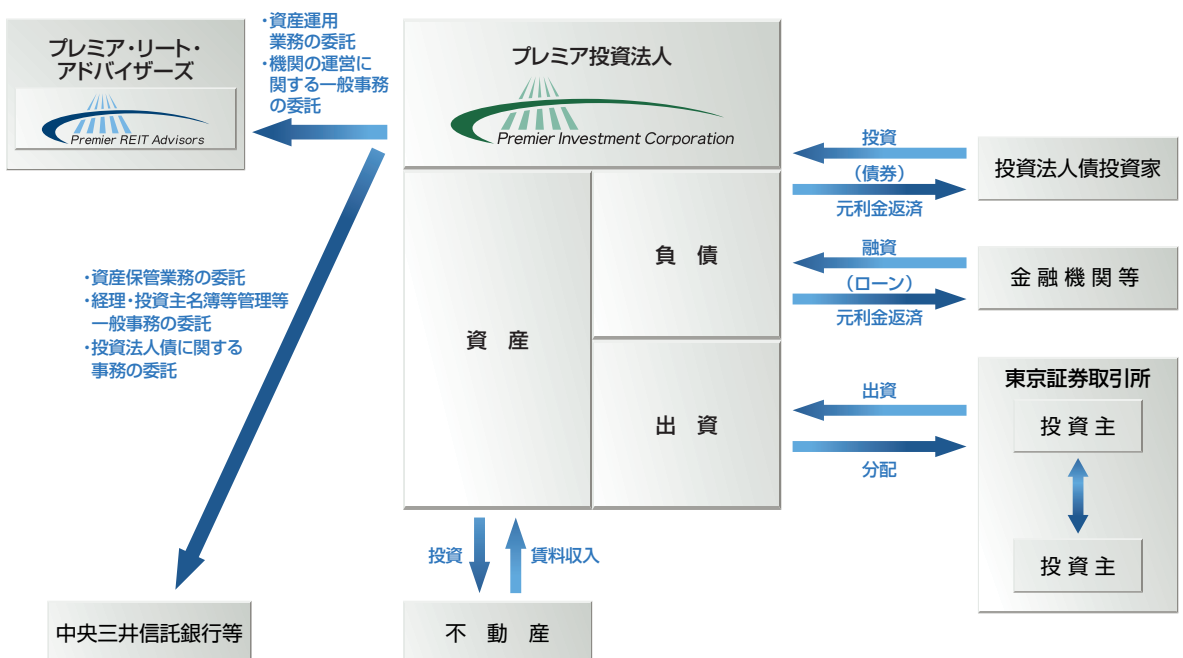 プレミア・リート・
アドバイザーズ
Premier REIT Advisors
・資産運用
業務の委託
・機関の運営に
関する一般事務
の委託
プレミア投資法人
Premier Investment Corporation
資 産
負 債
出 資
投資
（債券）
元利金返済
投資法人債投資家
融資
（ローン）
元利金返済
金融機関等
出資
分配
東京証券取引所
投資主
投資主
・資産保管業務の委託
・経理・投資主名簿等管理等
一般事務の委託
・投資法人債に関する
事務の委託
投資
賃料収入
中央三井信託銀行等
不 動 産